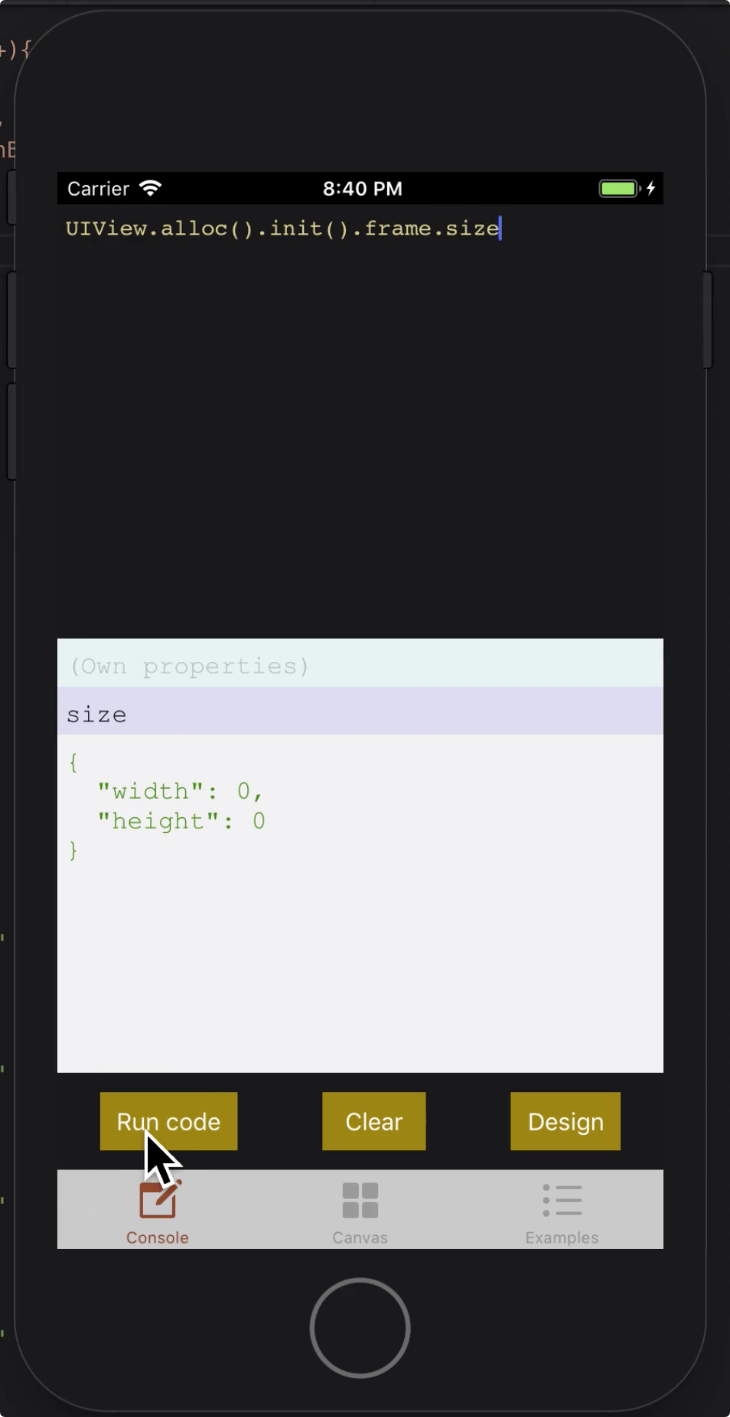 +){
Carrier 8:40 PM
UIView.alloc().init().frame.size
(Own properties)
size
{
"width": 0,
"height": 0
}
Run code Clear Design
Console Canvas Examples